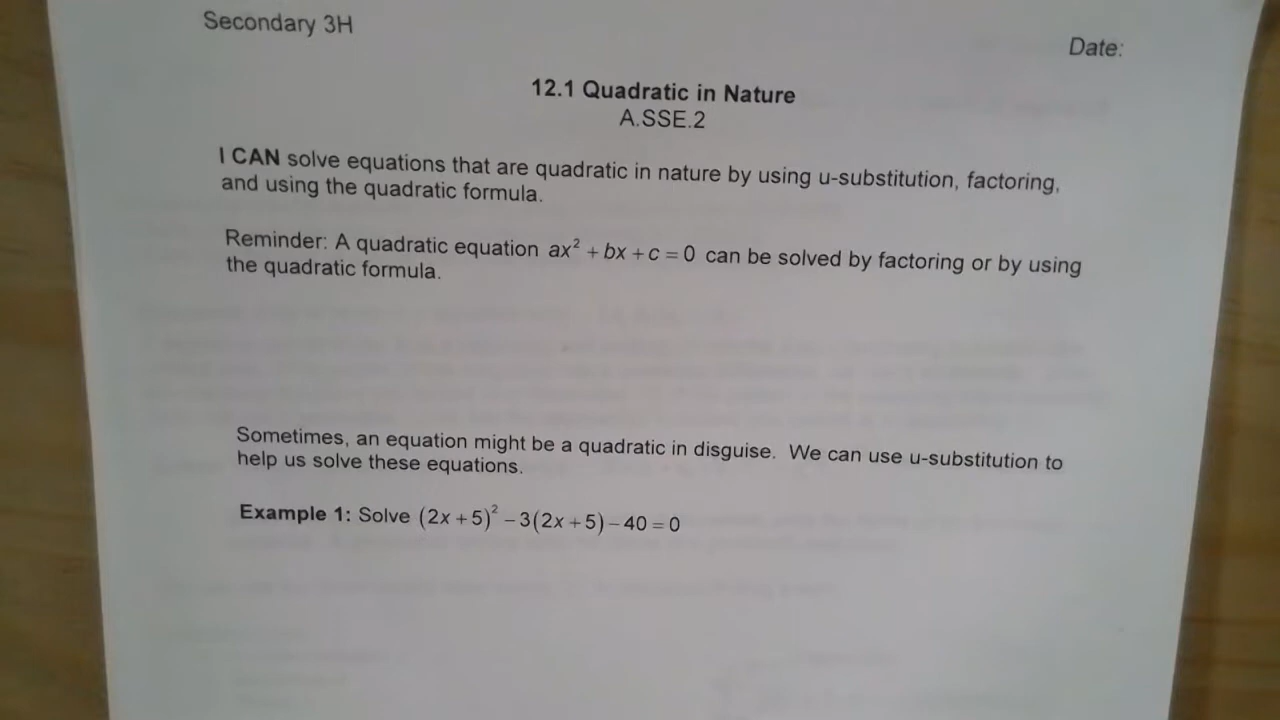 Secondary 3H
Date:
12.1 Quadratic in Nature
A.SSE.2
I CAN solve equations that are quadratic in nature by using u-substitution, factoring,
and using the quadratic formula.
Reminder: A quadratic equation ax² + bx + c = 0 can be solved by factoring or by using
the quadratic formula.
Sometimes, an equation might be a quadratic in disguise. We can use u-substitution to
help us solve these equations.
Example 1: Solve (2x + 5)² − 3(2x + 5) − 40 = 0